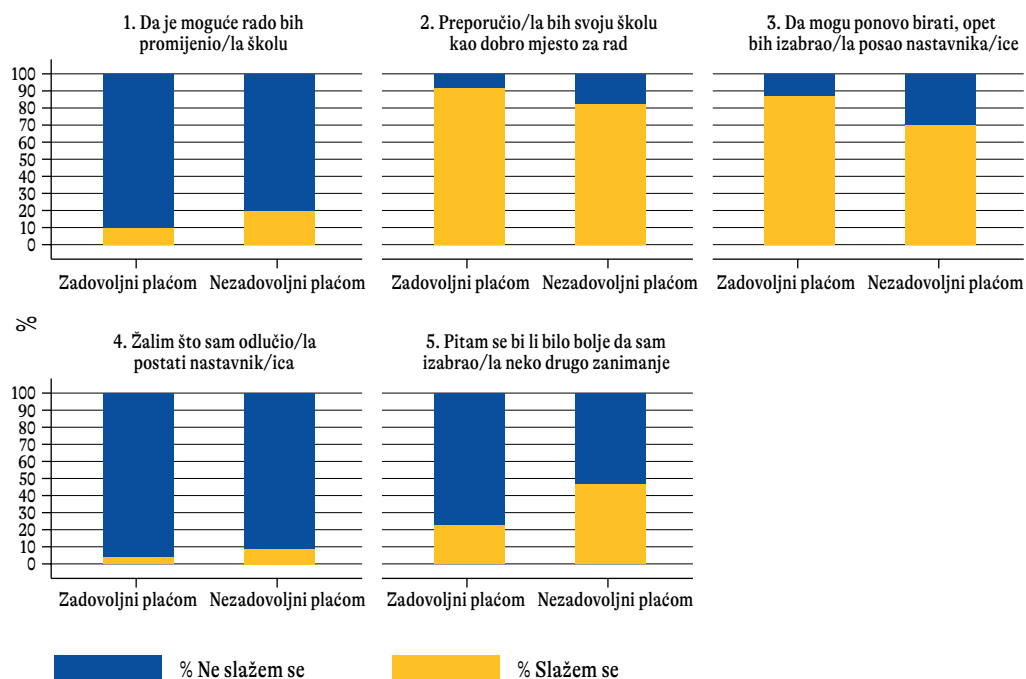 1. Da je moguće rado bih
promijenio/la školu
2. Preporučio/la bih svoju školu
kao dobro mjesto za rad
3. Da mogu ponovo birati, opet
bih izabrao/la posao nastavnika/ice
100
90
80
70
60
50
40
30
20
10
0
Zadovoljni plaćom Nezadovoljni plaćom
Zadovoljni plaćom Nezadovoljni plaćom
Zadovoljni plaćom Nezadovoljni plaćom
%
4. Žalim što sam odlučio/la
postati nastavnik/ica
5. Pitam se bi li bilo bolje da sam
izabrao/la neko drugo zanimanje
100
90
80
70
60
50
40
30
20
10
0
Zadovoljni plaćom Nezadovoljni plaćom
Zadovoljni plaćom Nezadovoljni plaćom
% Ne slažem se
% Slažem se